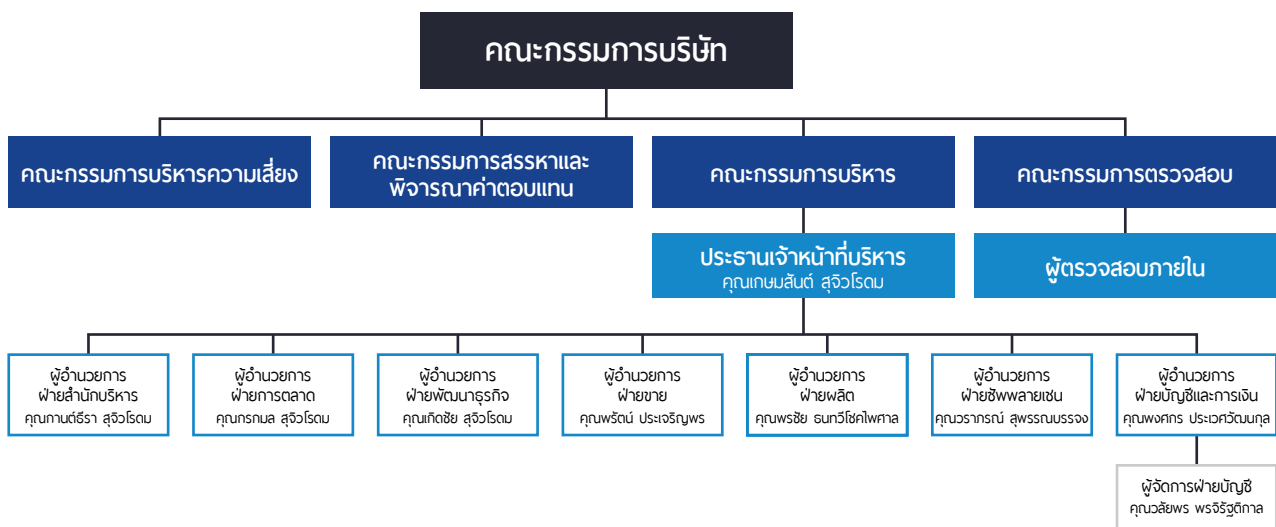 คณะกรรมการบริษัท
คณะกรรมการบริหารความเสี่ยง
คณะกรรมการสรรหาและ
พิจารณาค่าตอบแทน
คณะกรรมการบริหาร
คณะกรรมการตรวจสอบ
ประธานเจ้าหน้าที่บริหาร
คุณเกษมสันต์ สุจิวโรดม
ผู้ตรวจสอบภายใน
ผู้อำนวยการ
ฝ่ายสำนักบริหาร
คุณกานต์ธีรา สุจิวโรดม
ผู้อำนวยการ
ฝ่ายการตลาด
คุณกรกมล สุจิวโรดม
ผู้อำนวยการ
ฝ่ายพัฒนาธุรกิจ
คุณเกิดชัย สุจิวโรดม
ผู้อำนวยการ
ฝ่ายขาย
คุณพรัตน์ ประเจริญพร
ผู้อำนวยการ
ฝ่ายผลิต
คุณพรชัย ธนทวีโชคไพศาล
ผู้อำนวยการ
ฝ่ายซัพพลายเชน
คุณวราภรณ์ สุพรรณบรรจง
ผู้อำนวยการ
ฝ่ายบัญชีและการเงิน
คุณพงศกร ประเวศวัฒนกุล
ผู้จัดการฝ่ายบัญชี
คุณวลัยพร พรจิรัฐติกาล